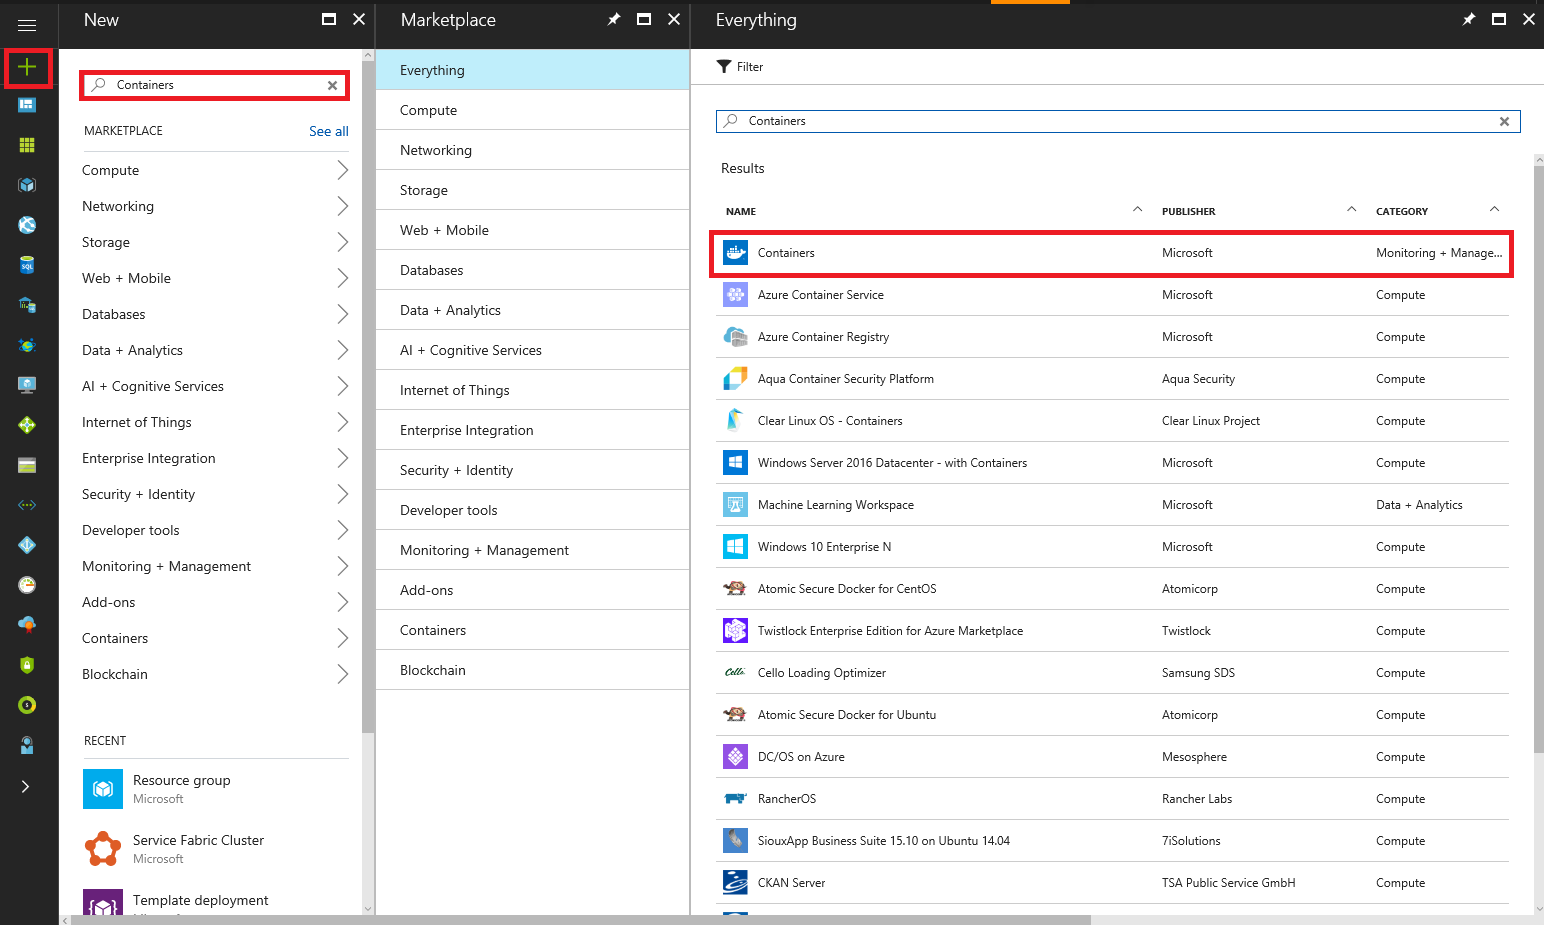 New
Containers
MARKETPLACE
See all
Compute
Networking
Storage
Web + Mobile
Databases
Data + Analytics
AI + Cognitive Services
Internet of Things
Enterprise Integration
Security + Identity
Developer tools
Monitoring + Management
Add-ons
Containers
Blockchain
RECENT
Resource group
Microsoft
Service Fabric Cluster
Microsoft
Template deployment
Marketplace
Everything
Compute
Networking
Storage
Web + Mobile
Databases
Data + Analytics
AI + Cognitive Services
Internet of Things
Enterprise Integration
Security + Identity
Developer tools
Monitoring + Management
Add-ons
Containers
Blockchain
Everything
Filter
Containers
Results
NAME PUBLISHER CATEGORY
Containers Microsoft Monitoring + Manage...
Azure Container Service Microsoft Compute
Azure Container Registry Microsoft Compute
Aqua Container Security Platform Aqua Security Compute
Clear Linux OS - Containers Clear Linux Project Compute
Windows Server 2016 Datacenter - with Containers Microsoft Compute
Machine Learning Workspace Microsoft Data + Analytics
Windows 10 Enterprise N Microsoft Compute
Atomic Secure Docker for CentOS Atomicorp Compute
Twistlock Enterprise Edition for Azure Marketplace Twistlock Compute
Cello Cello Loading Optimizer Samsung SDS Compute
Atomic Secure Docker for Ubuntu Atomicorp Compute
DC/OS on Azure Mesosphere Compute
RancherOS Rancher Labs Compute
SiouxApp Business Suite 15.10 on Ubuntu 14.04 7iSolutions Compute
CKAN Server TSA Public Service GmbH Compute